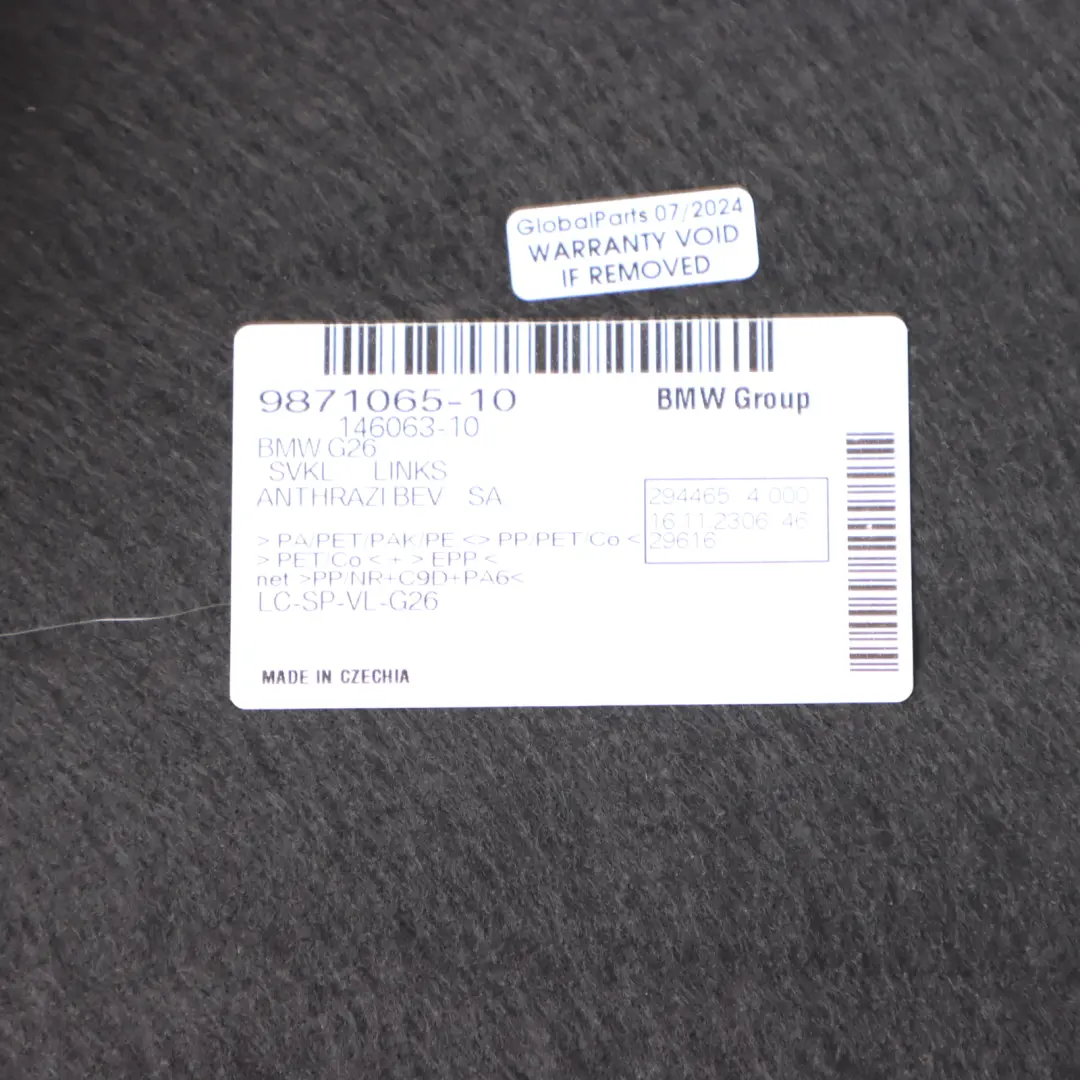 GlobalParts 07/2024
WARRANTY VOID
IF REMOVED
9871065-10
BMW Group
146063-10
BMW G26
SVKL LINKS
ANTHRAZI BEV SA
294465 4 000
16.11.2306:46
29616
> PA/PET/PAK/PE <> PP/PET/Co <
> PET/Co < + > EPP <
net >PP/NR+C9D+PA6<
LC-SP-VL-G26
MADE IN CZECHIA